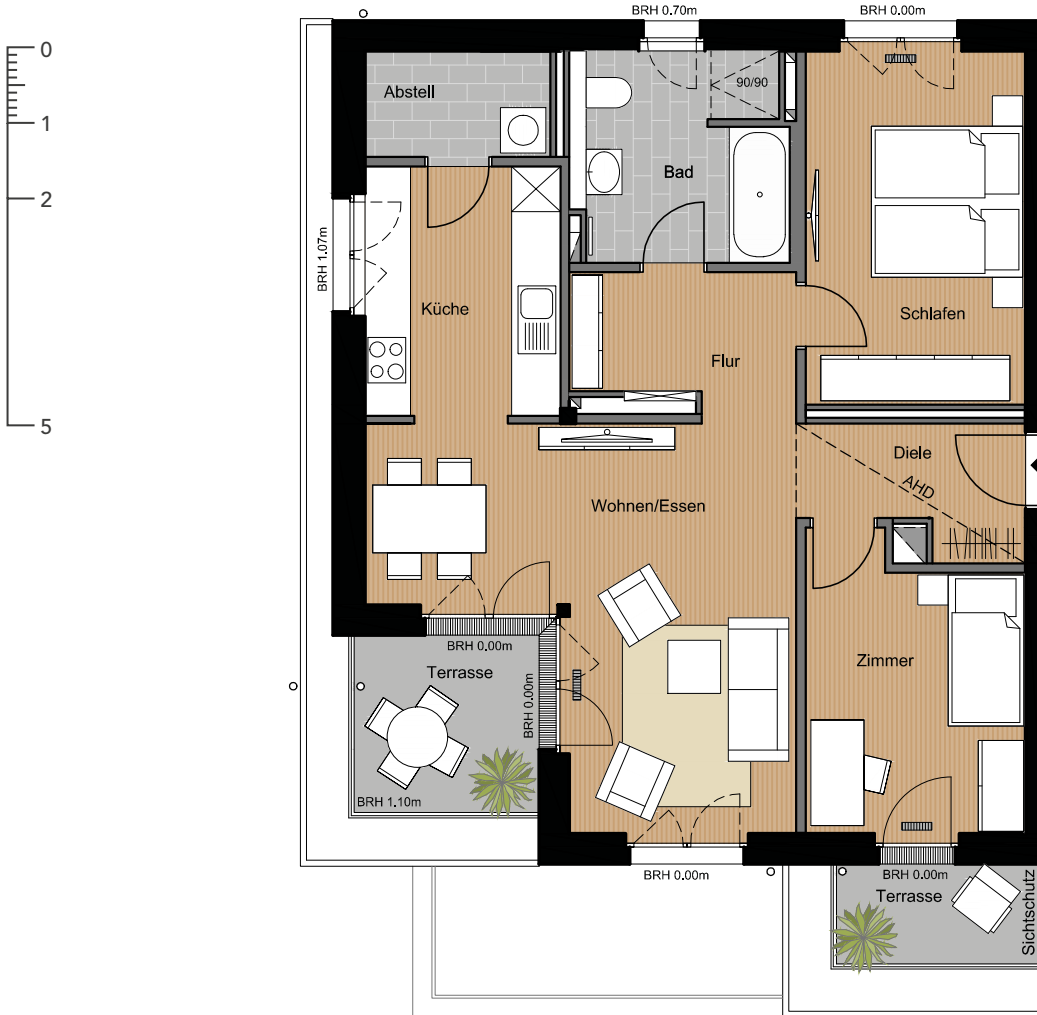 BRH 0.70m
BRH 0.00m
0
1
2
5
Abstell
90/90
Bad
BRH 1.07m
Küche
Schlafen
Flur
Diele
AHD
Wohnen/Essen
BRH 0.00m
Terrasse
BRH 0.00m
Zimmer
BRH 1.10m
BRH 0.00m
BRH 0.00m
Terrasse
Sichtschutz